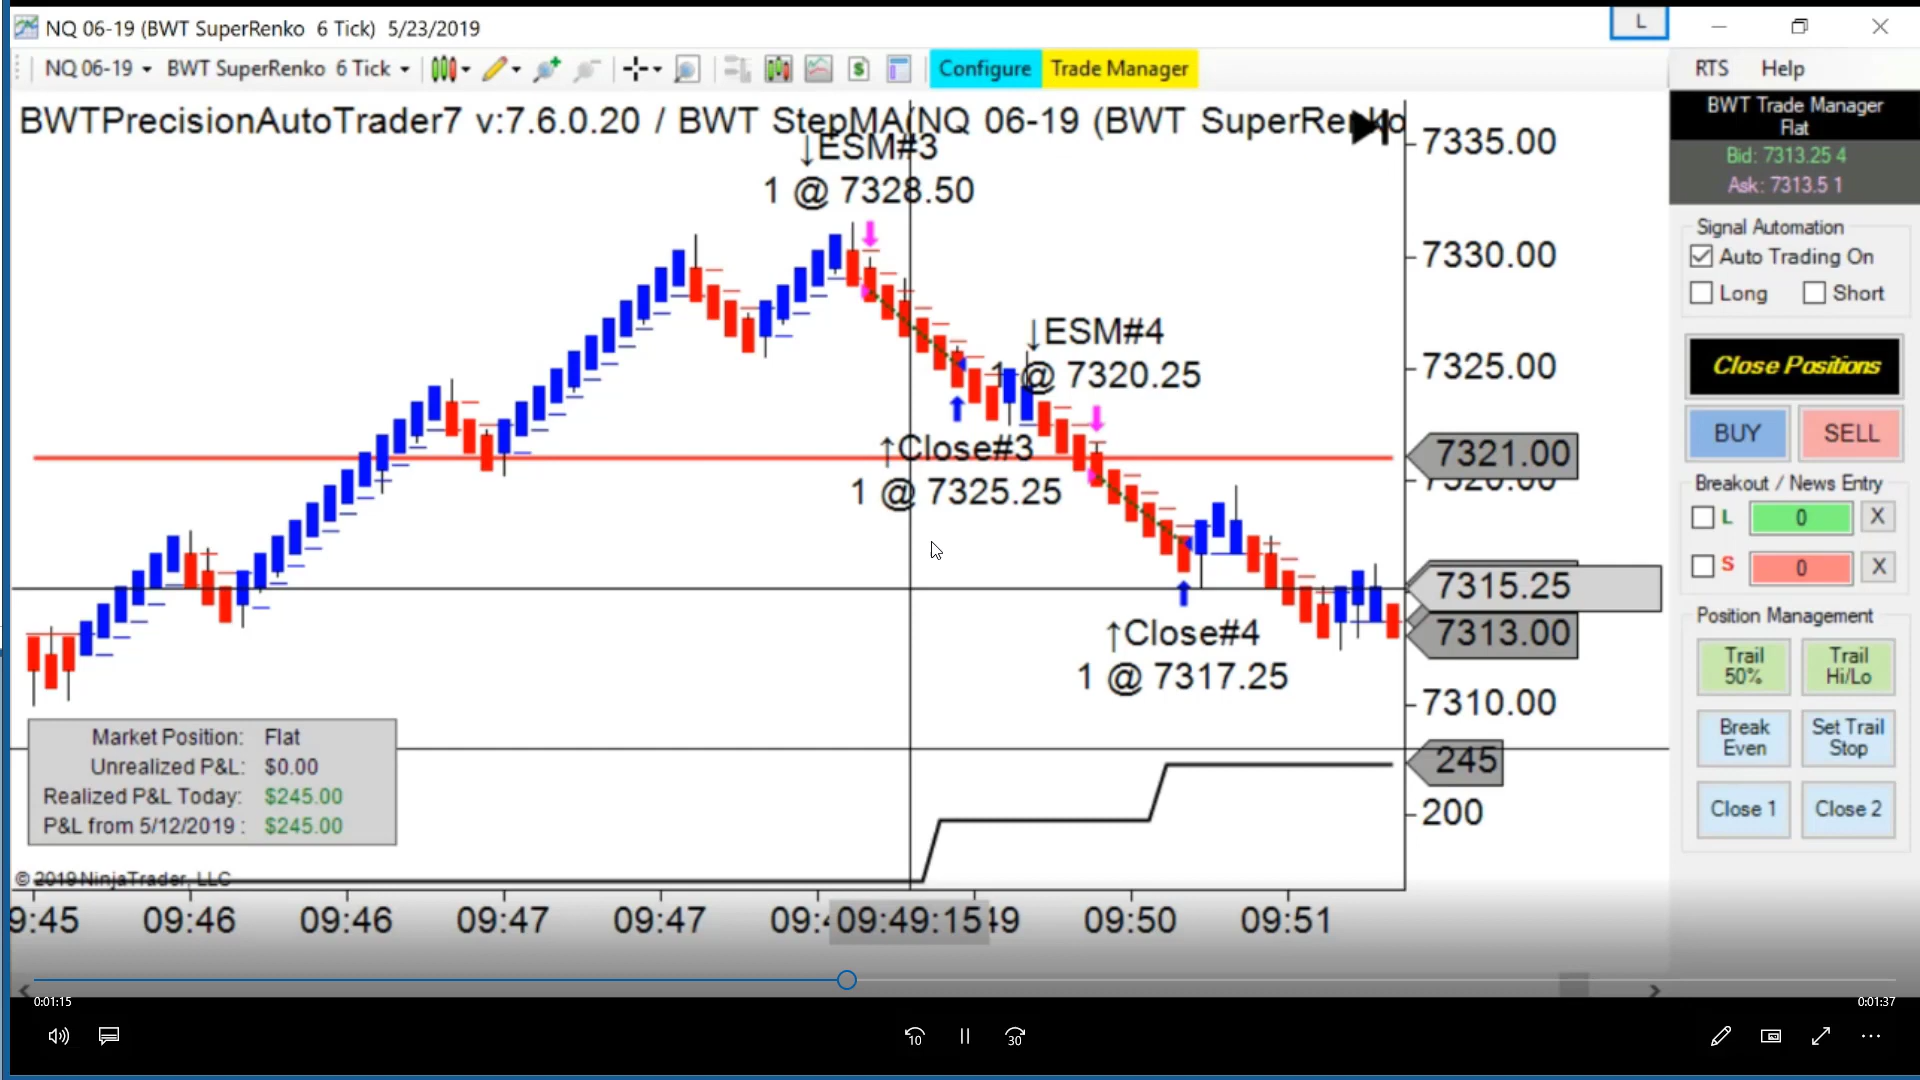 NQ 06-19 (BWT SuperRenko 6 Tick) 5/23/2019
L
NQ 06-19 BWT SuperRenko 6 Tick Configure Trade Manager RTS Help
BWTPrecisionAutoTrader7 v:7.6.0.20 / BWT StepMA(NQ 06-19 (BWT SuperRenko
↓ESM#3
1 @ 7328.50
↓ESM#4
1 @ 7320.25
↑Close#3
1 @ 7325.25
↑Close#4
1 @ 7317.25
7335.00
7330.00
7325.00
7321.00
7320.00
7315.25
7313.00
7310.00
245
200
Market Position: Flat
Unrealized P&L: $0.00
Realized P&L Today: $245.00
P&L from 5/12/2019 : $245.00
© 2019 NinjaTrader, LLC
9:45 09:46 09:46 09:47 09:47 09:4 09:49:15 49 09:50 09:51
BWT Trade Manager
Flat
Bid: 7313.25 4
Ask: 7313.5 1
Signal Automation
Auto Trading On
Long Short
Close Positions
BUY SELL
Breakout / News Entry
L 0 X
S 0 X
Position Management
Trail 50% Trail Hi/Lo
Break Even Set Trail Stop
Close 1 Close 2
0:01:15 0:01:37
10 30